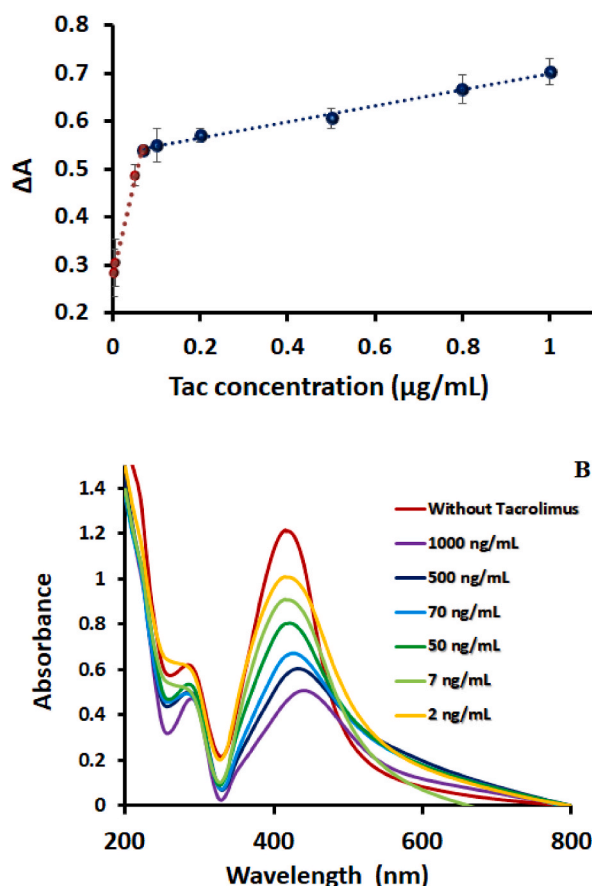 0.8
0.7
0.6
0.5
0.4
0.3
0.2
ΔA
0 0.2 0.4 0.6 0.8 1
Tac concentration (µg/mL)
B
1.4
1.2
1
0.8
0.6
0.4
0.2
0
Absorbance
Without Tacrolimus
1000 ng/mL
500 ng/mL
70 ng/mL
50 ng/mL
7 ng/mL
2 ng/mL
200 400 600 800
Wavelength (nm)